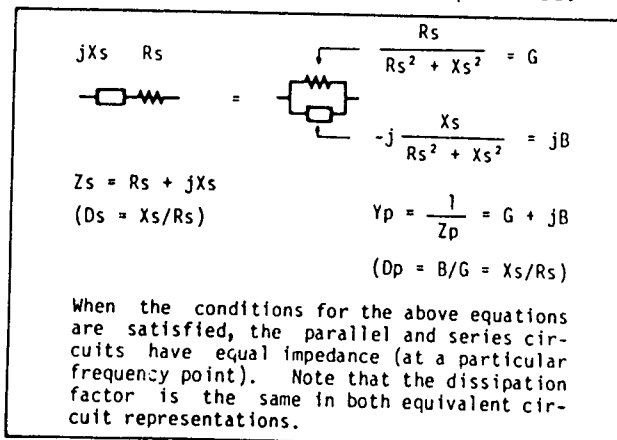 jXs Rs
=
Rs
Rs² + Xs²
= G
-j
Xs
Rs² + Xs²
= jB
Zs = Rs + jXs
(Ds = Xs/Rs)
Yp = 1/Zp = G + jB
(Dp = B/G = Xs/Rs)
When the conditions for the above equations
are satisfied, the parallel and series cir-
cuits have equal impedance (at a particular
frequency point). Note that the dissipation
factor is the same in both equivalent cir-
cuit representations.